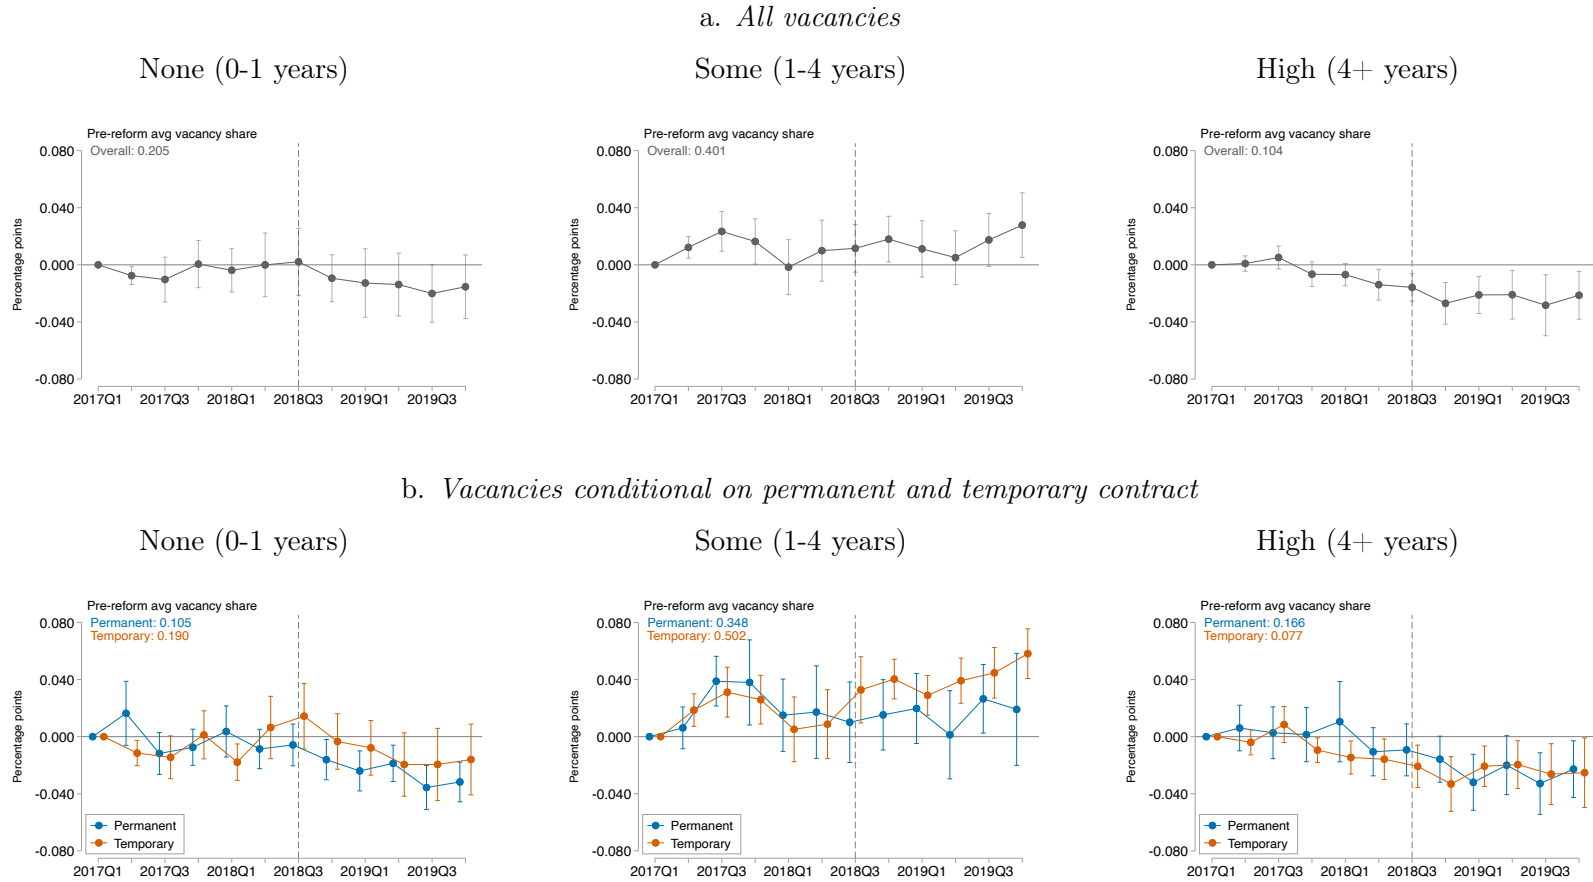 a. All vacancies
None (0-1 years)
Some (1-4 years)
High (4+ years)
Pre-reform avg vacancy share
Overall: 0.205
0.080
0.040
0.000
-0.040
-0.080
Percentage points
2017Q1 2017Q3 2018Q1 2018Q3 2019Q1 2019Q3
Pre-reform avg vacancy share
Overall: 0.401
0.080
0.040
0.000
-0.040
-0.080
Percentage points
2017Q1 2017Q3 2018Q1 2018Q3 2019Q1 2019Q3
Pre-reform avg vacancy share
Overall: 0.104
0.080
0.040
0.000
-0.040
-0.080
Percentage points
2017Q1 2017Q3 2018Q1 2018Q3 2019Q1 2019Q3
b. Vacancies conditional on permanent and temporary contract
None (0-1 years)
Some (1-4 years)
High (4+ years)
Pre-reform avg vacancy share
Permanent: 0.105
Temporary: 0.190
0.080
0.040
0.000
-0.040
-0.080
Percentage points
Permanent
Temporary
2017Q1 2017Q3 2018Q1 2018Q3 2019Q1 2019Q3
Pre-reform avg vacancy share
Permanent: 0.348
Temporary: 0.502
0.080
0.040
0.000
-0.040
-0.080
Percentage points
Permanent
Temporary
2017Q1 2017Q3 2018Q1 2018Q3 2019Q1 2019Q3
Pre-reform avg vacancy share
Permanent: 0.166
Temporary: 0.077
0.080
0.040
0.000
-0.040
-0.080
Percentage points
Permanent
Temporary
2017Q1 2017Q3 2018Q1 2018Q3 2019Q1 2019Q3